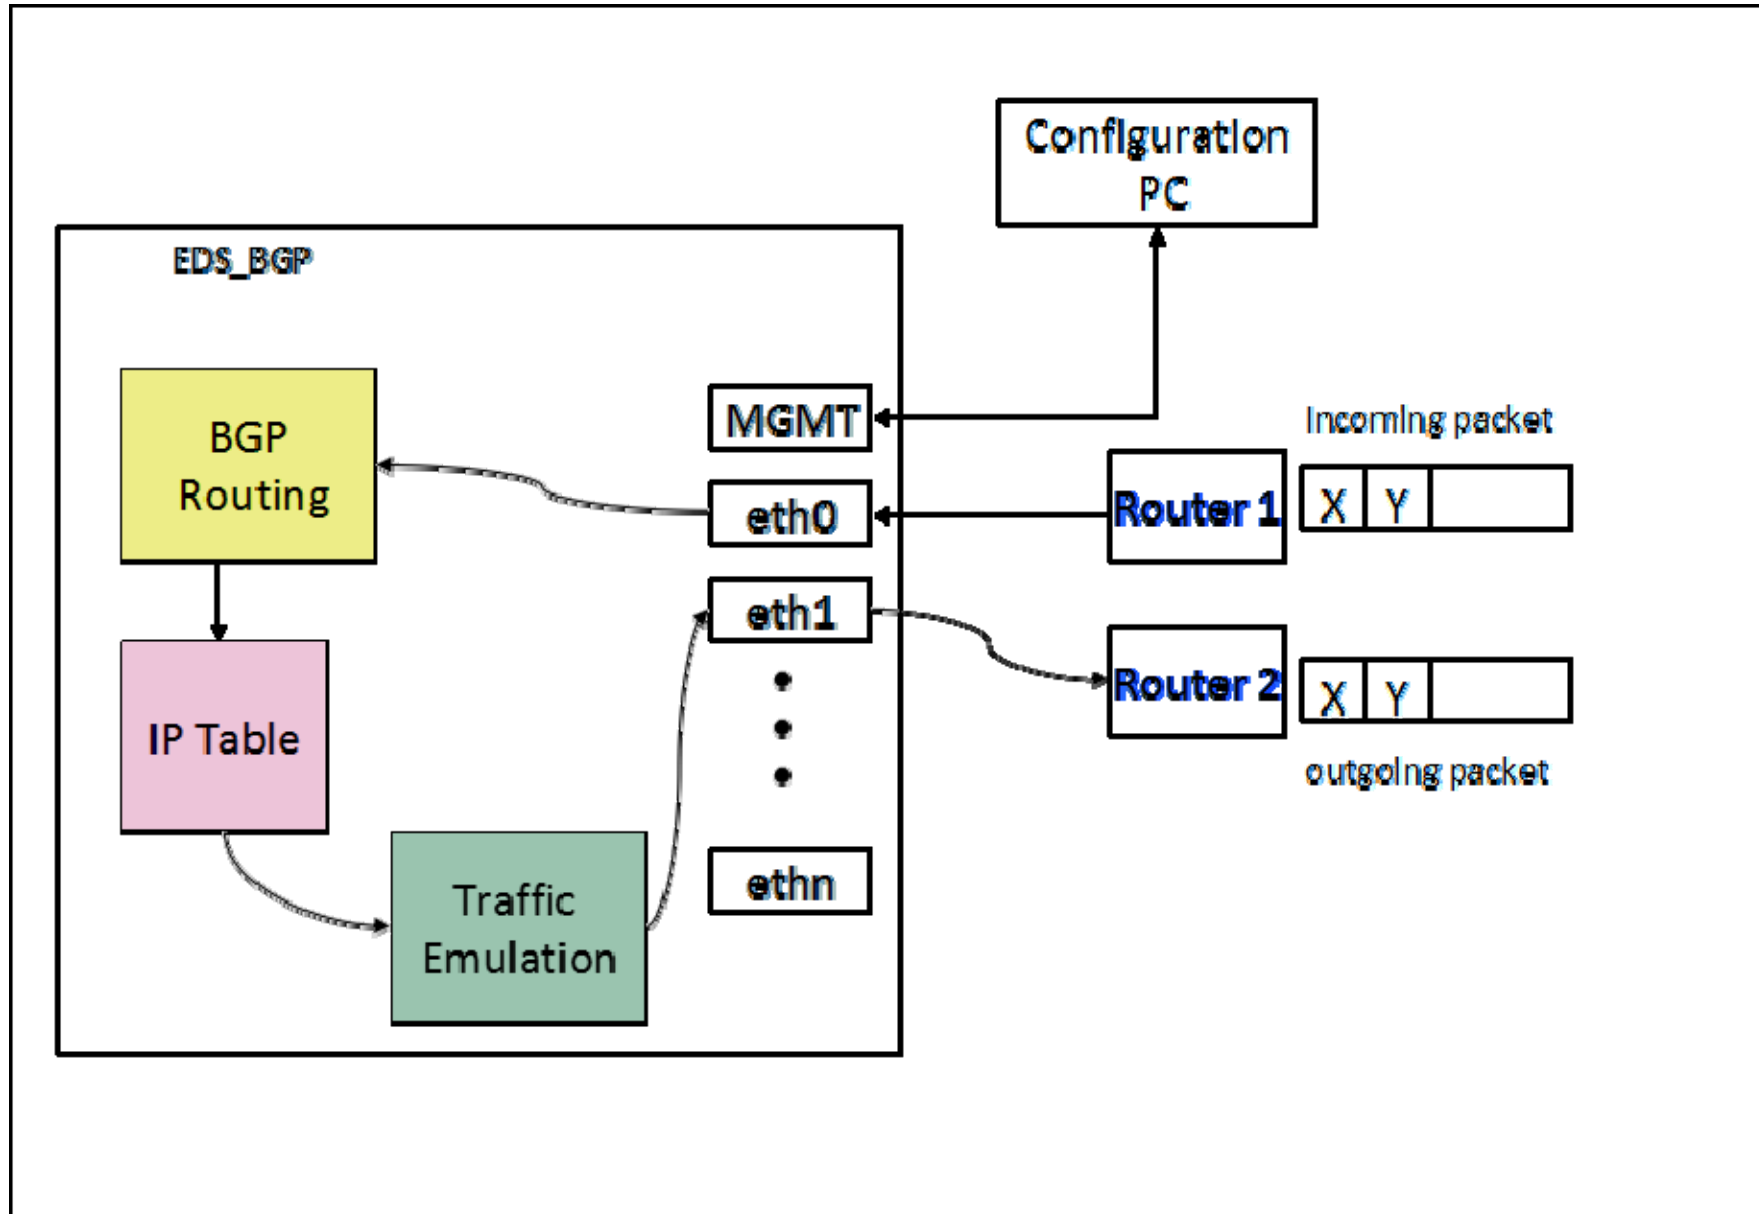 Configuration
PC
EDS_BGP
BGP
Routing
MGMT
Incoming packet
eth0
Router 1
X Y
eth1
Router 2
X Y
outgoing packet
IP Table
ethn
Traffic
Emulation